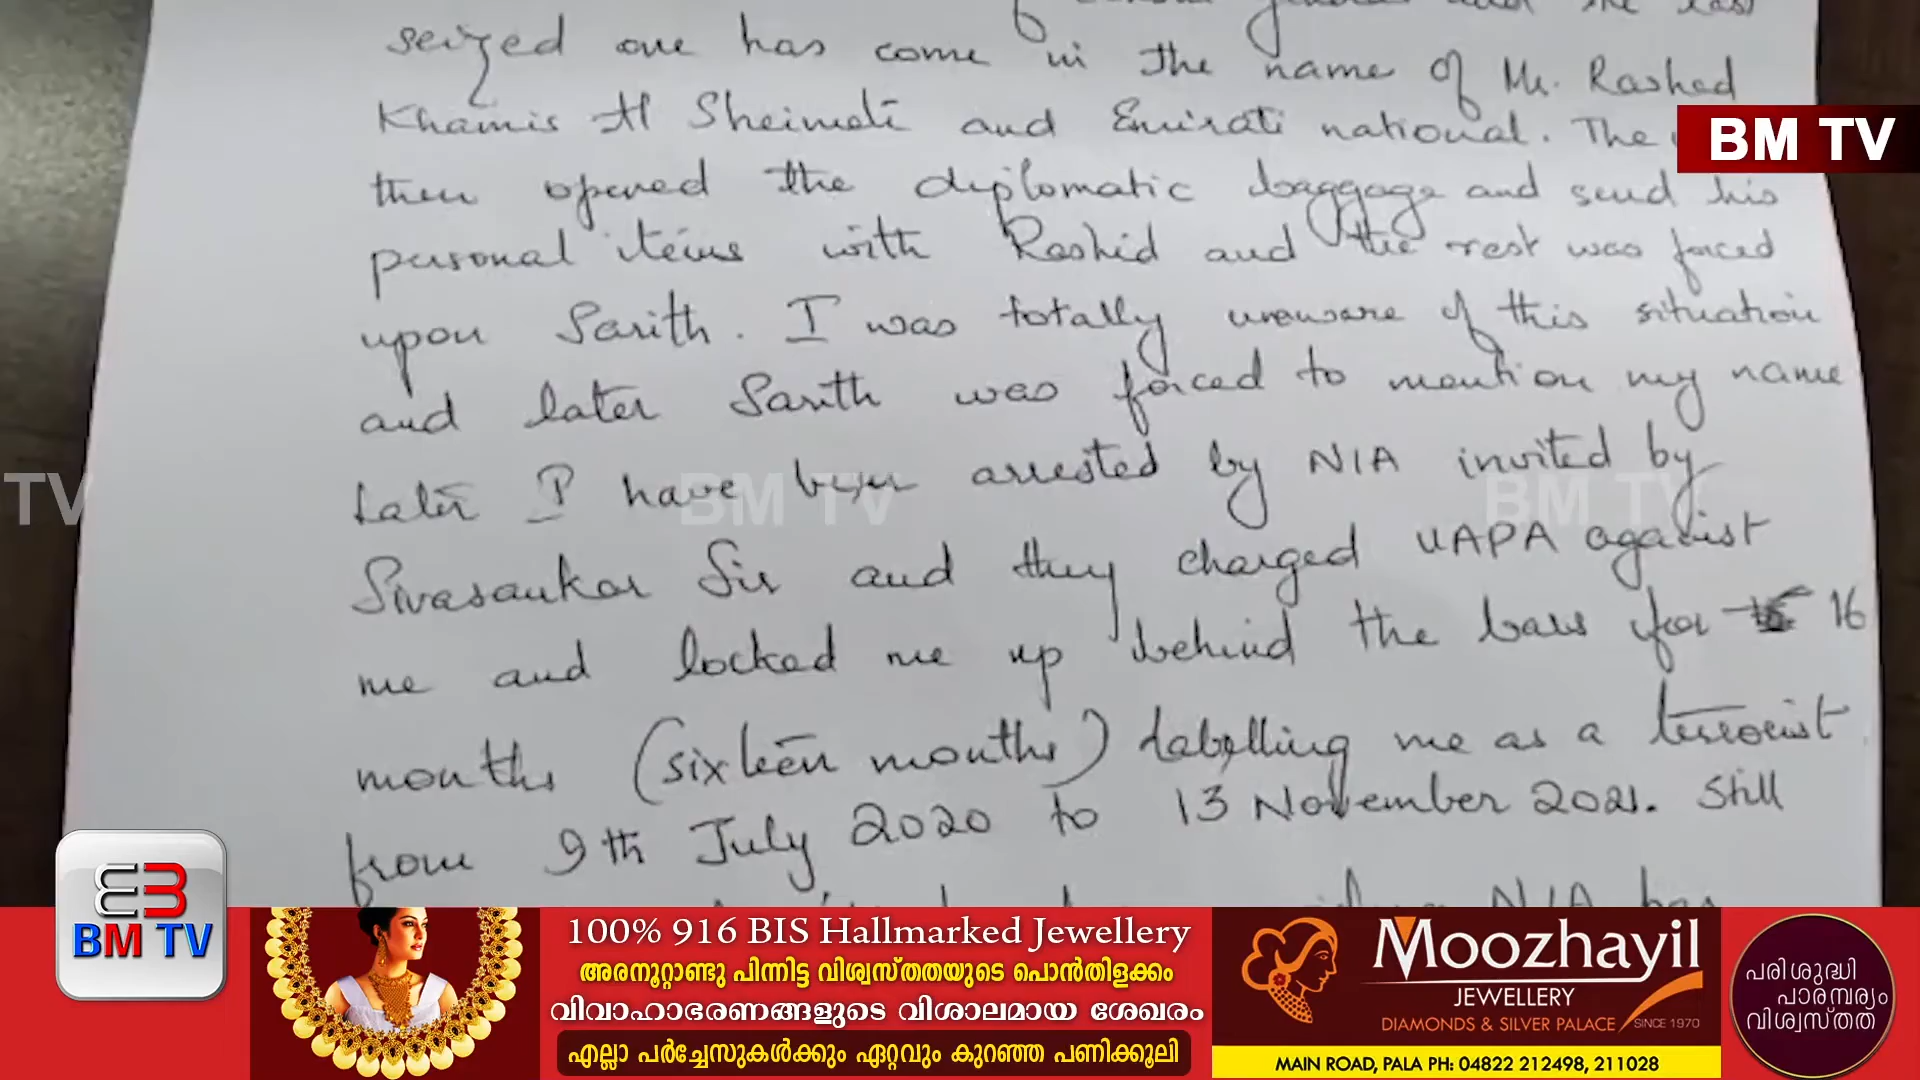 seized one has come in the name of Mr. Rashed
Khamis Al Sheimeti and Emirati national. The
then opened the diplomatic baggage and send his
personal items with Rashid and the rest was forced
upon Sarith. I was totally unaware of this situation
and later Sarith was forced to mention my name
Later I have been arrested by NIA invited by
Sivasankar Sir and they charged UAPA against
me and locked me up behind the bars for 16
months (sixteen months) labelling me as a terrorist
from 9th July 2020 to 13 November 2021. Still
NIA has
BM TV
TV
BM TV
BM TV
BM TV
100% 916 BIS Hallmarked Jewellery
അരനൂറ്റാണ്ടു പിന്നിട്ട വിശ്വസ്തതയുടെ പൊൻതിളക്കം
വിവാഹാഭരണങ്ങളുടെ വിശാലമായ ശേഖരം
എല്ലാ പർച്ചേസുകൾക്കും ഏറ്റവും കുറഞ്ഞ പണിക്കൂലി
Moozhayil
JEWELLERY
DIAMONDS & SILVER PALACE
SINCE 1970
MAIN ROAD, PALA PH: 04822 212498, 211028
പരിശുദ്ധി
പാരമ്പര്യം
വിശ്വസ്തത